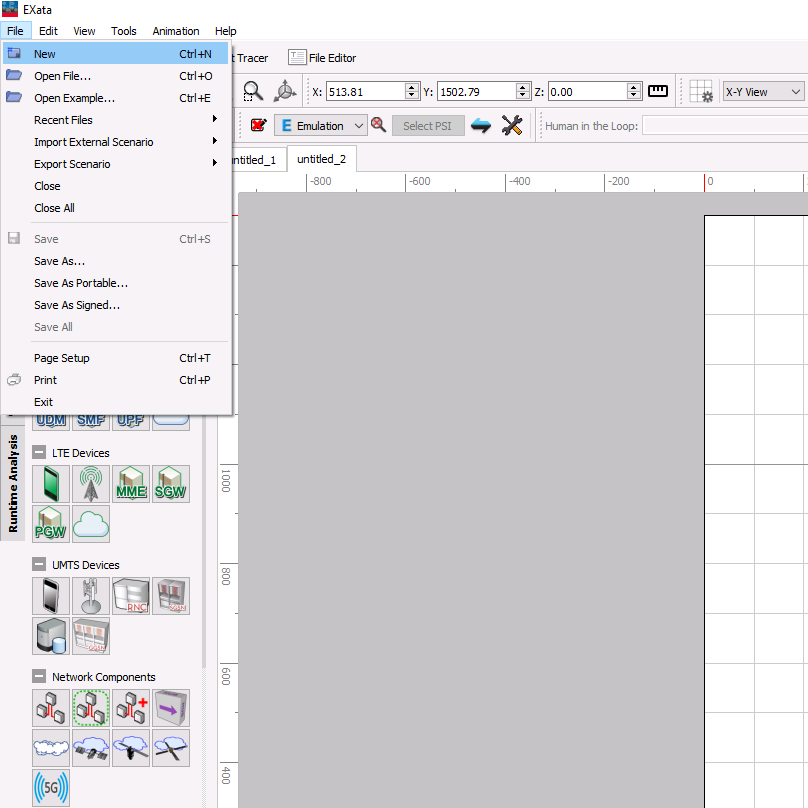 EXata
File Edit View Tools Animation Help
New Ctrl+N
Open File... Ctrl+O
Open Example... Ctrl+E
Recent Files
Import External Scenario
Export Scenario
Close
Close All
Save Ctrl+S
Save As...
Save As Portable...
Save As Signed...
Save All
Page Setup Ctrl+T
Print Ctrl+P
Exit
Tracer File Editor
X: 513.81 Y: 1502.79 Z: 0.00 X-Y View
E Emulation Select PSI Human in the Loop:
untitled_1 untitled_2
-800 -600 -400 -200 0
1000
800
600
400
Runtime Analysis
UDM SMF UPF
LTE Devices
MME SGW
PGW
UMTS Devices
RNC SGSN
GGSN
Network Components
5G